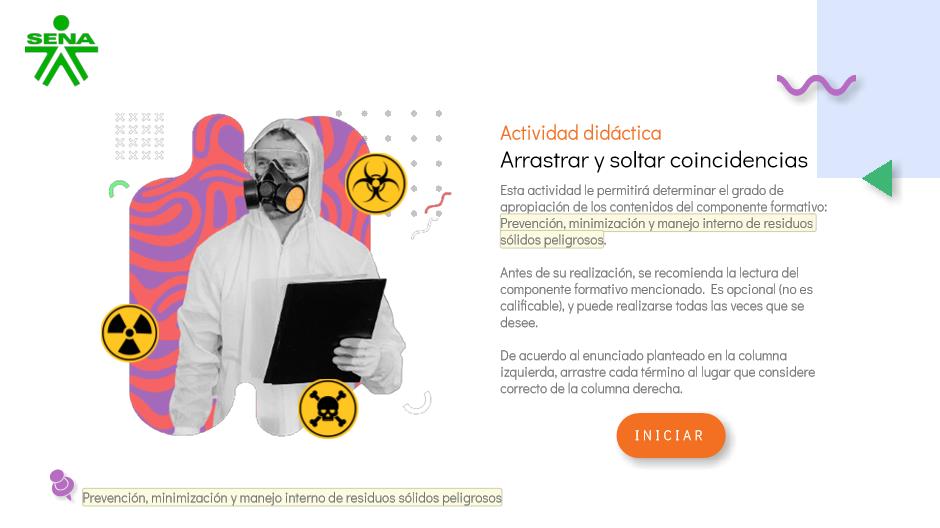 SENA
Actividad didáctica
Arrastrar y soltar coincidencias
Esta actividad le permitirá determinar el grado de
apropiación de los contenidos del componente formativo:
Prevención, minimización y manejo interno de residuos
sólidos peligrosos.
Antes de su realización, se recomienda la lectura del
componente formativo mencionado. Es opcional (no es
calificable), y puede realizarse todas las veces que se
desee.
De acuerdo al enunciado planteado en la columna
izquierda, arrastre cada término al lugar que considere
correcto de la columna derecha.
INICIAR
Prevención, minimización y manejo interno de residuos sólidos peligrosos